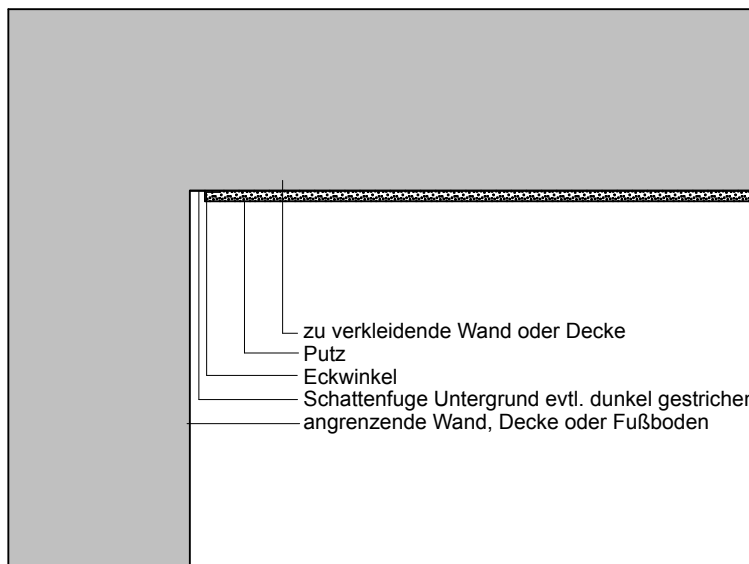 zu verkleidende Wand oder Decke
Putz
Eckwinkel
Schattenfuge Untergrund evtl. dunkel gestrichen
angrenzende Wand, Decke oder Fußboden